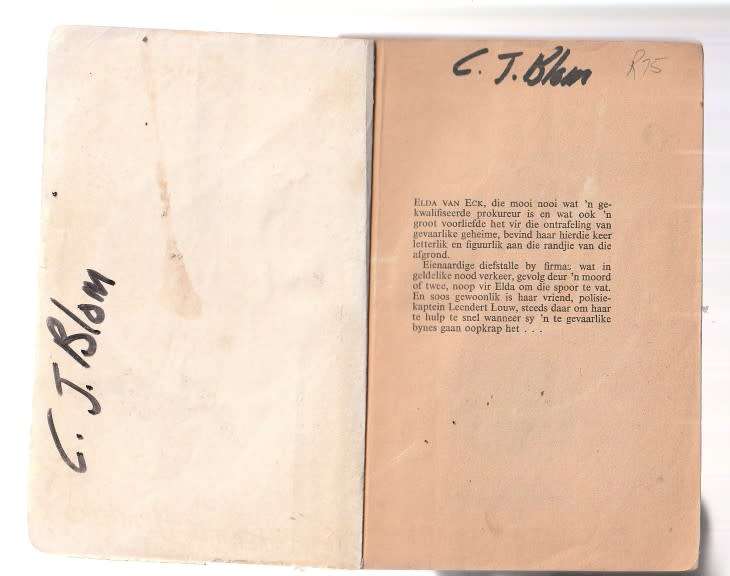 C. J. Blom
C. J. Blom
R75
ELDA VAN ECK, die mooi nooi wat 'n ge-
kwalifiseerde prokureur is en wat ook 'n
groot voorliefde het vir die ontrafeling van
gevaarlike geheime, bevind haar hierdie keer
letterlik en figuurlik aan die randjie van die
afgrond.
Eienaardige diefstalle by firmas wat in
geldelike nood verkeer, gevolg deur 'n moord
of twee, noop vir Elda om die spoor te vat.
En soos gewoonlik is haar vriend, polisie-
kaptein Leendert Louw, steeds daar om haar
te hulp te snel wanneer sy 'n te gevaarlike
bynes gaan oopkrap het . . .